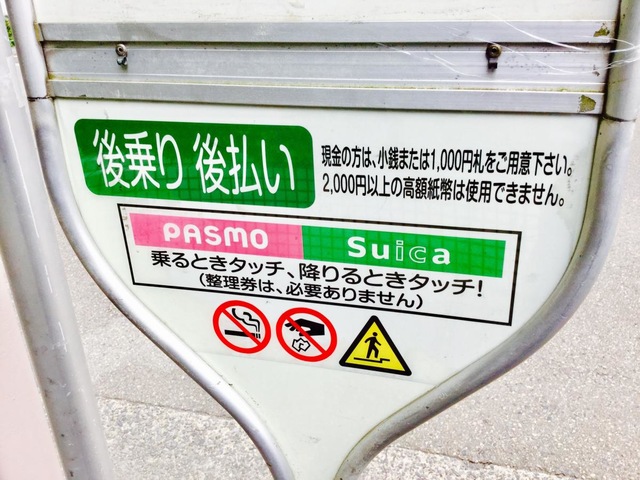 後乗り 後払い
現金の方は、小銭または1,000円札をご用意下さい。
2,000円以上の高額紙幣は使用できません。
PASMO Suica
乗るときタッチ、降りるときタッチ!
(整理券は、必要ありません)